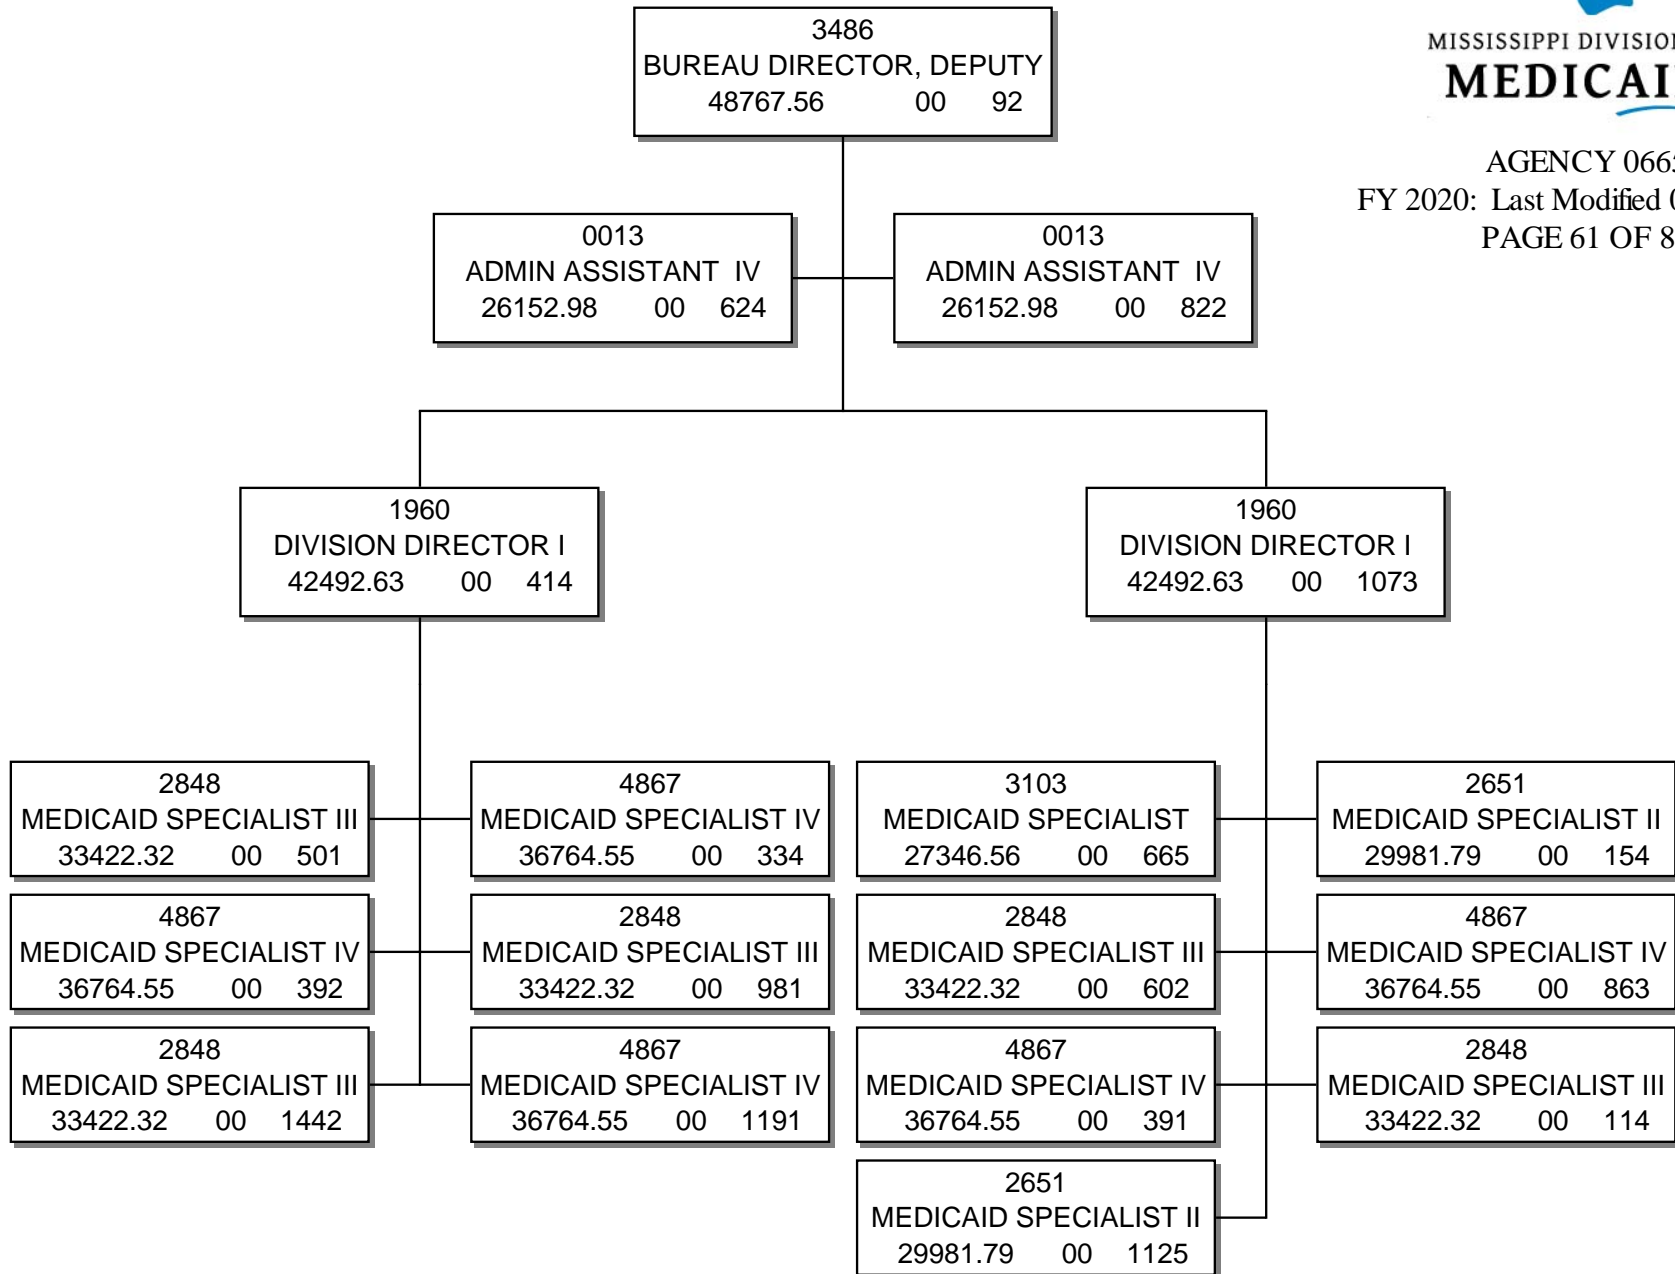 3486
BUREAU DIRECTOR, DEPUTY
48767.56 00 92
MISSISSIPPI DIVISION
MEDICAI
AGENCY 066
FY 2020: Last Modified 0
PAGE 61 OF 8
0013
ADMIN ASSISTANT IV
26152.98 00 624
0013
ADMIN ASSISTANT IV
26152.98 00 822
1960
DIVISION DIRECTOR I
42492.63 00 414
1960
DIVISION DIRECTOR I
42492.63 00 1073
2848
MEDICAID SPECIALIST III
33422.32 00 501
4867
MEDICAID SPECIALIST IV
36764.55 00 334
3103
MEDICAID SPECIALIST
27346.56 00 665
2651
MEDICAID SPECIALIST II
29981.79 00 154
4867
MEDICAID SPECIALIST IV
36764.55 00 392
2848
MEDICAID SPECIALIST III
33422.32 00 981
2848
MEDICAID SPECIALIST III
33422.32 00 602
4867
MEDICAID SPECIALIST IV
36764.55 00 863
2848
MEDICAID SPECIALIST III
33422.32 00 1442
4867
MEDICAID SPECIALIST IV
36764.55 00 1191
4867
MEDICAID SPECIALIST IV
36764.55 00 391
2848
MEDICAID SPECIALIST III
33422.32 00 114
2651
MEDICAID SPECIALIST II
29981.79 00 1125